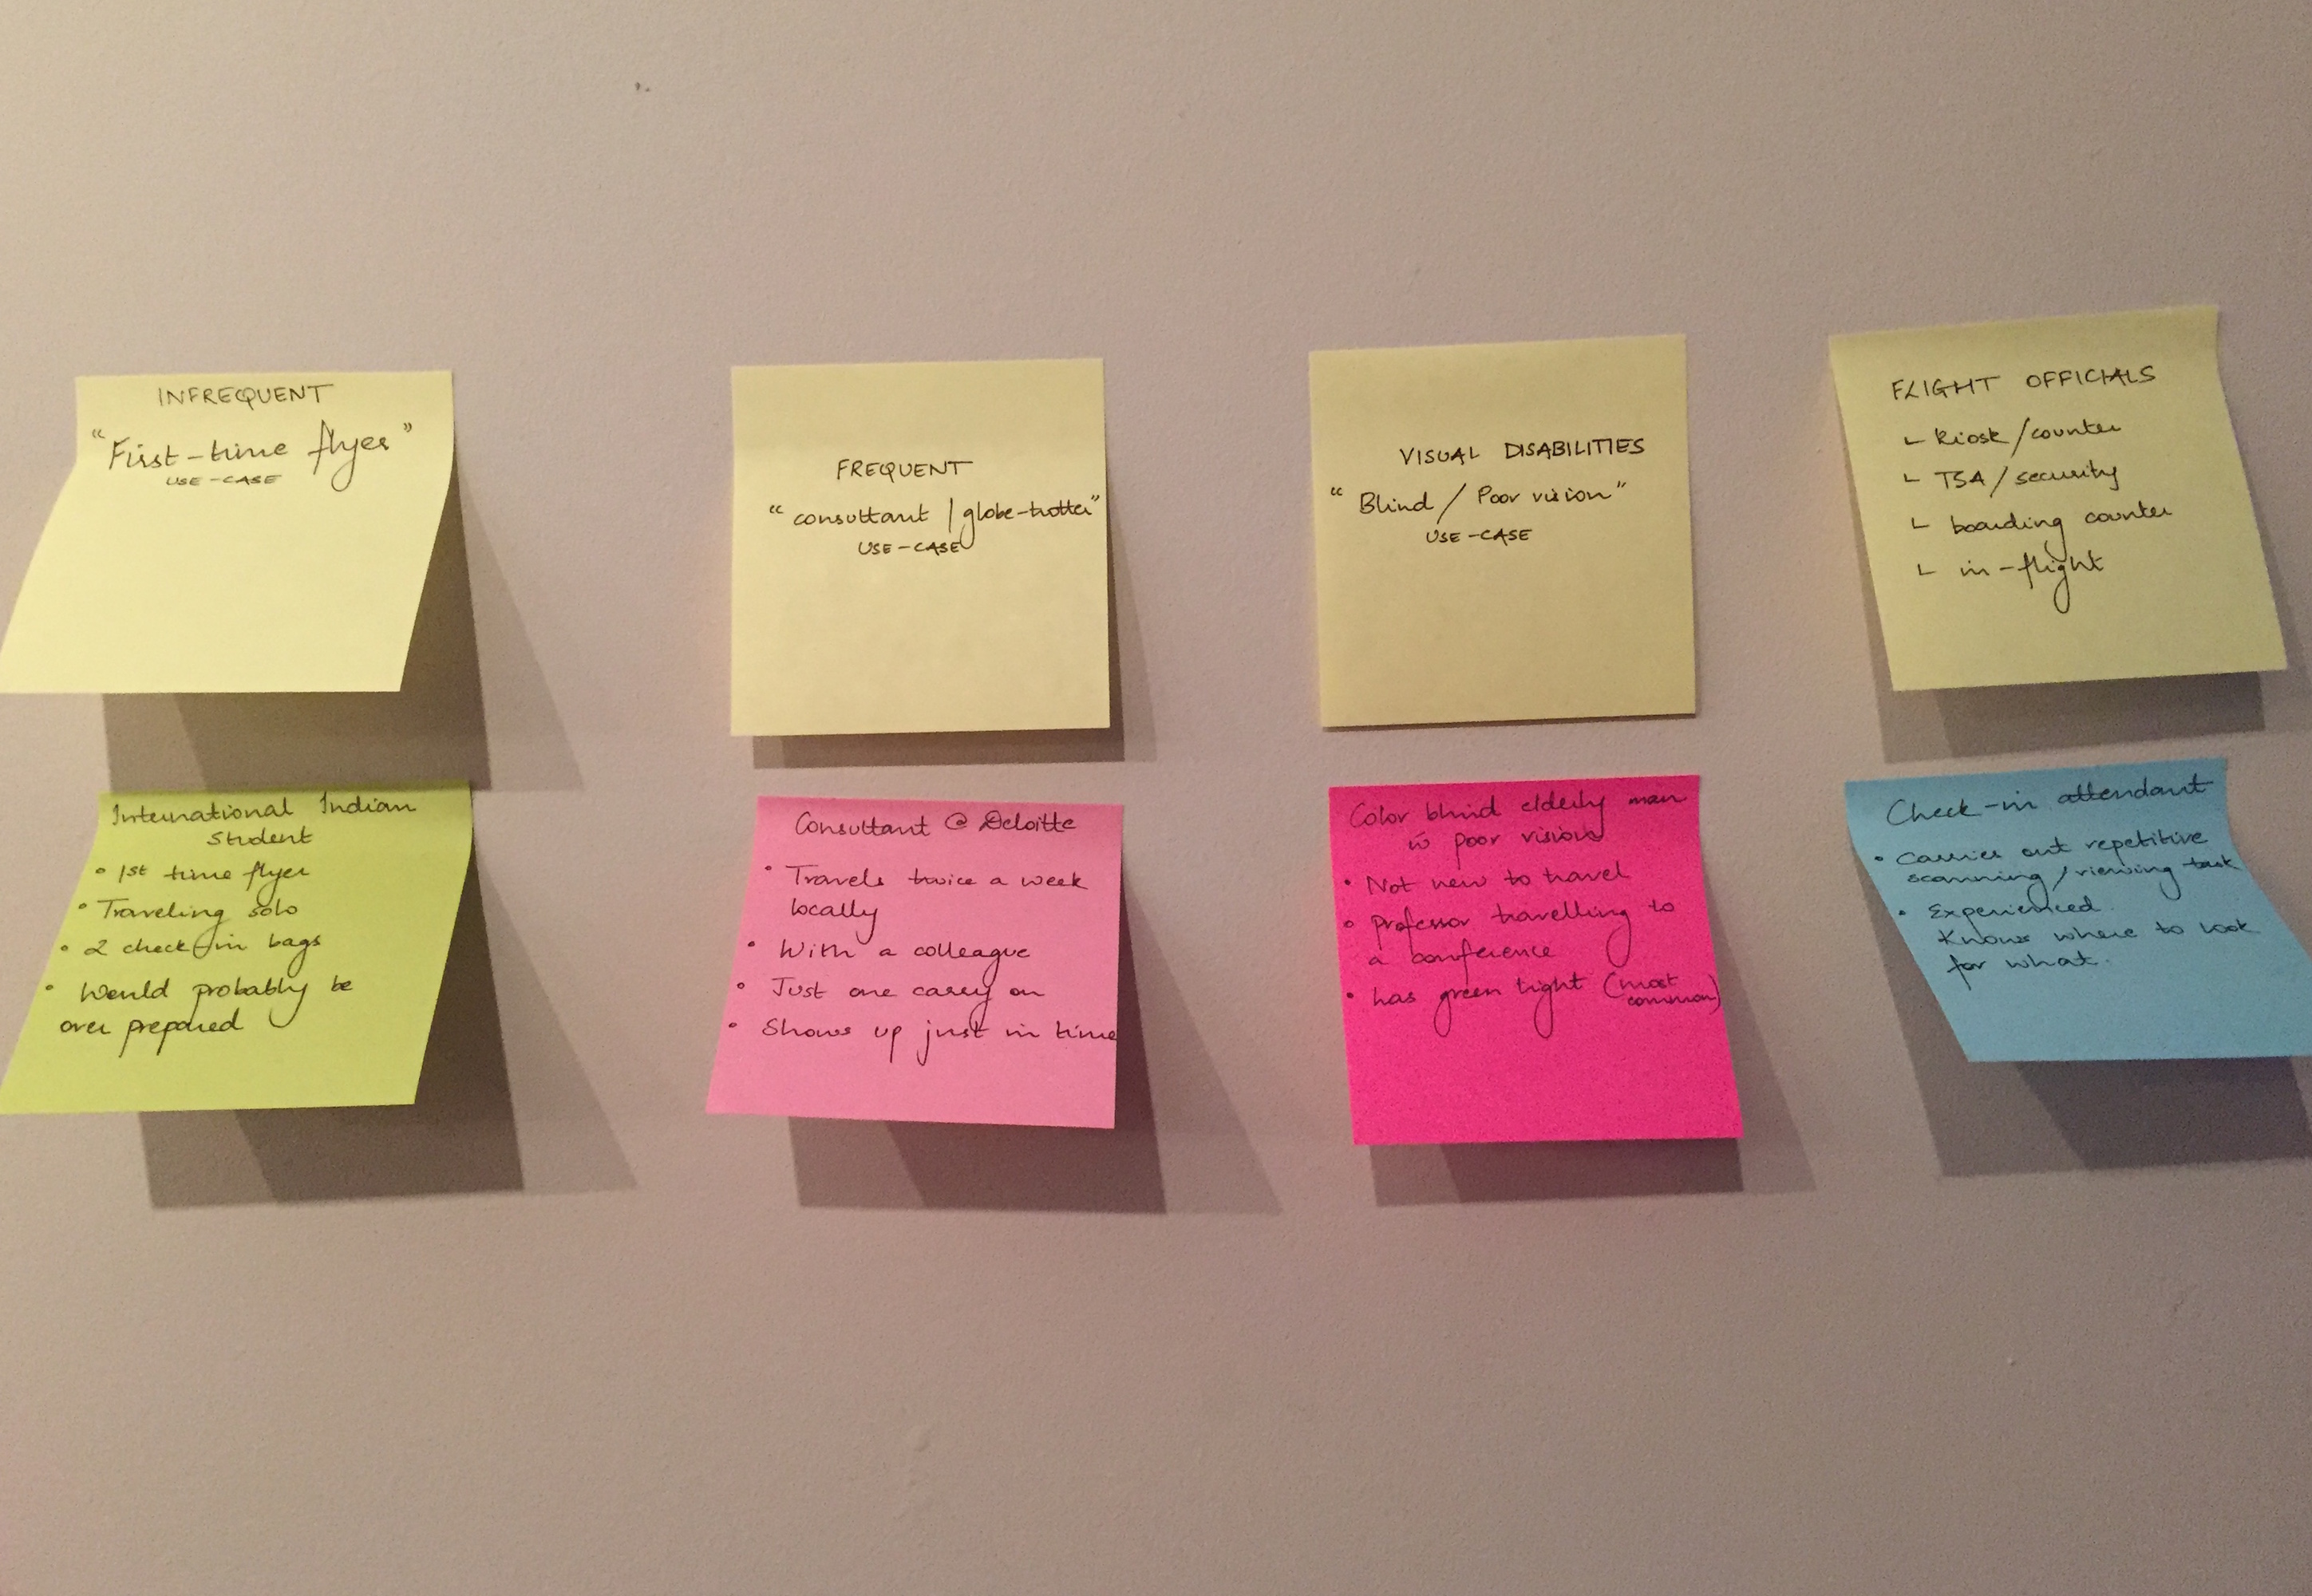 INFREQUENT
"First-time flyer"
USE-CASE
FREQUENT
"consultant / globe-trotter"
USE-CASE
VISUAL DISABILITIES
"Blind / Poor vision"
USE-CASE
FLIGHT OFFICIALS
└ kiosk/counter
└ TSA/security
└ boarding counter
└ in-flight
International Indian
Student
• 1st time flyer
• Traveling solo
• 2 check-in bags
• Would probably be
over prepared
Consultant @ Deloitte
• Travels twice a week
locally
• With a colleague
• Just one carry on
• Shows up just in time
Color blind elderly man
w̄ poor vision
• Not new to travel
• Professor travelling to
a conference
• has green (most
common)
Check-in attendant
• Carries out repetitive
scanning/viewing task
• Experienced.
Knows where to look
for what.